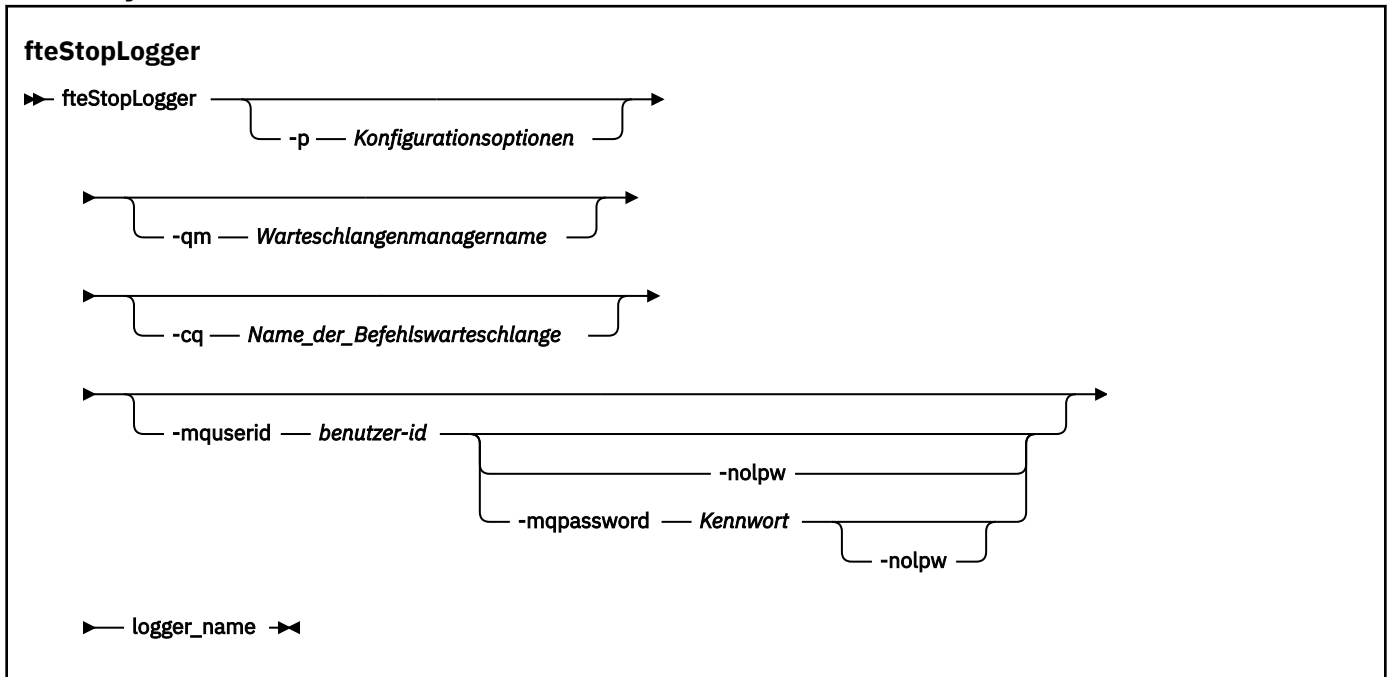 fteStopLogger
fteStopLogger
-p Konfigurationsoptionen
-qm Warteschlangenmanagername
-cq Name_der_Befehlswarteschlange
-mquserid benutzer-id
-nolpw
-mqpassword Kennwort
-nolpw
logger_name